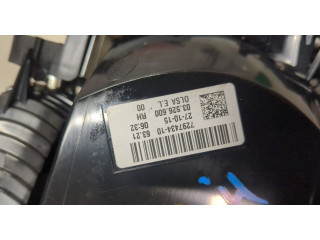 OLSA E.L. 00
03.526.600 RH
27-10-15 06:32
7297434-10 63.21